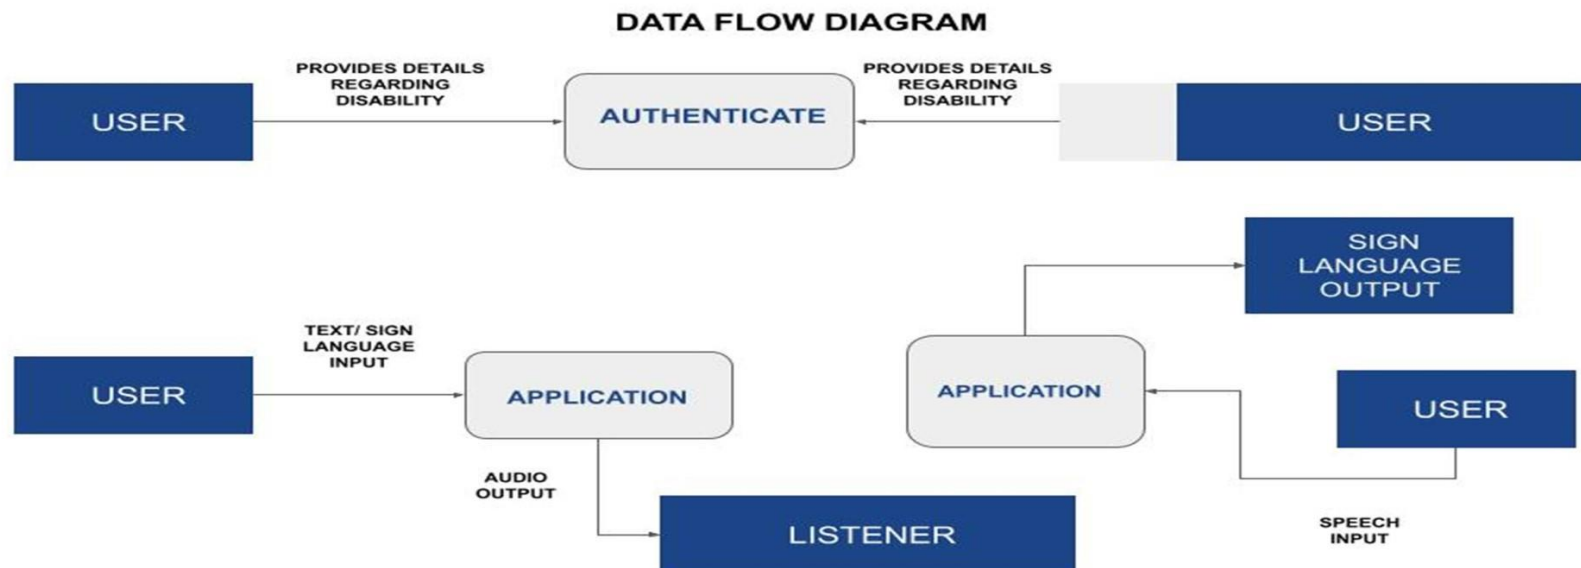 DATA FLOW DIAGRAM
PROVIDES DETAILS
REGARDING
DISABILITY
PROVIDES DETAILS
REGARDING
DISABILITY
USER
AUTHENTICATE
USER
SIGN
LANGUAGE
OUTPUT
TEXT/ SIGN
LANGUAGE
INPUT
USER
APPLICATION
APPLICATION
USER
AUDIO
OUTPUT
LISTENER
SPEECH
INPUT